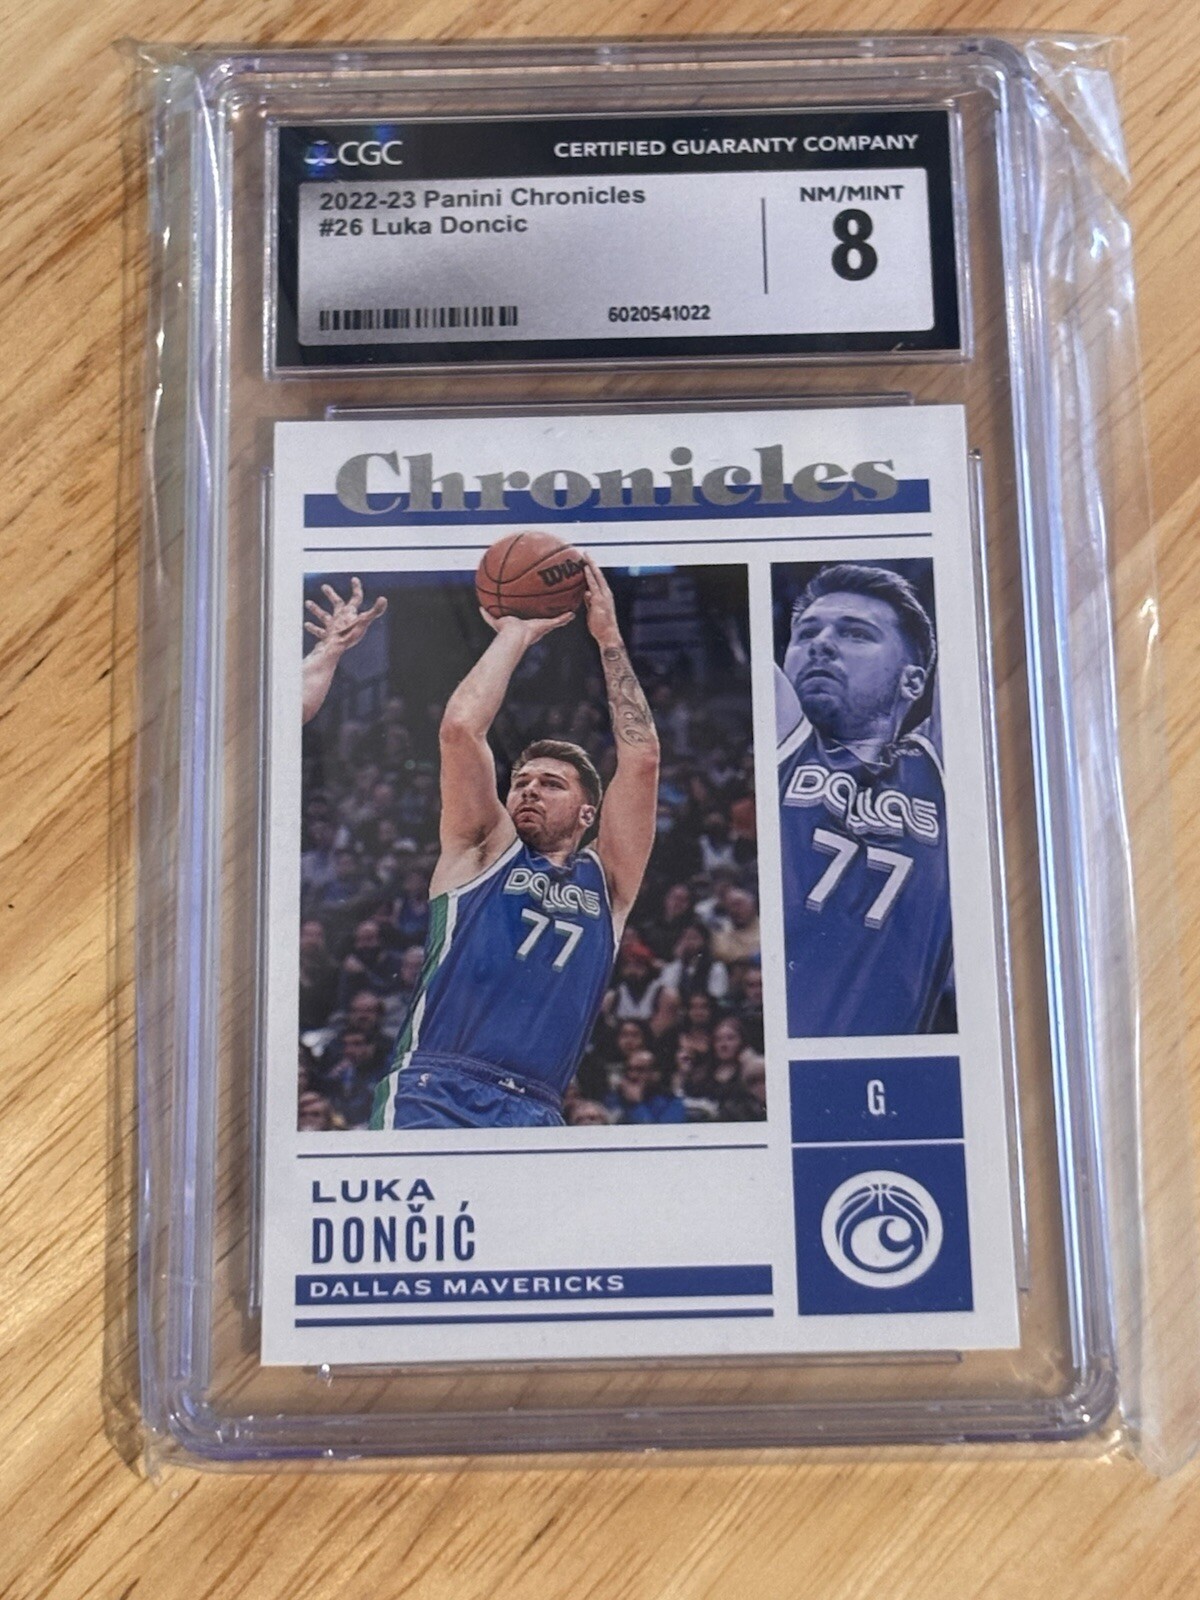 CGC
CERTIFIED GUARANTY COMPANY
2022-23 Panini Chronicles
#26 Luka Doncic
NM/MINT
8
6020541022
Chronicles
Wils
DALLAS
77
DALLAS
77
G
C
LUKA
DONČIĆ
DALLAS MAVERICKS